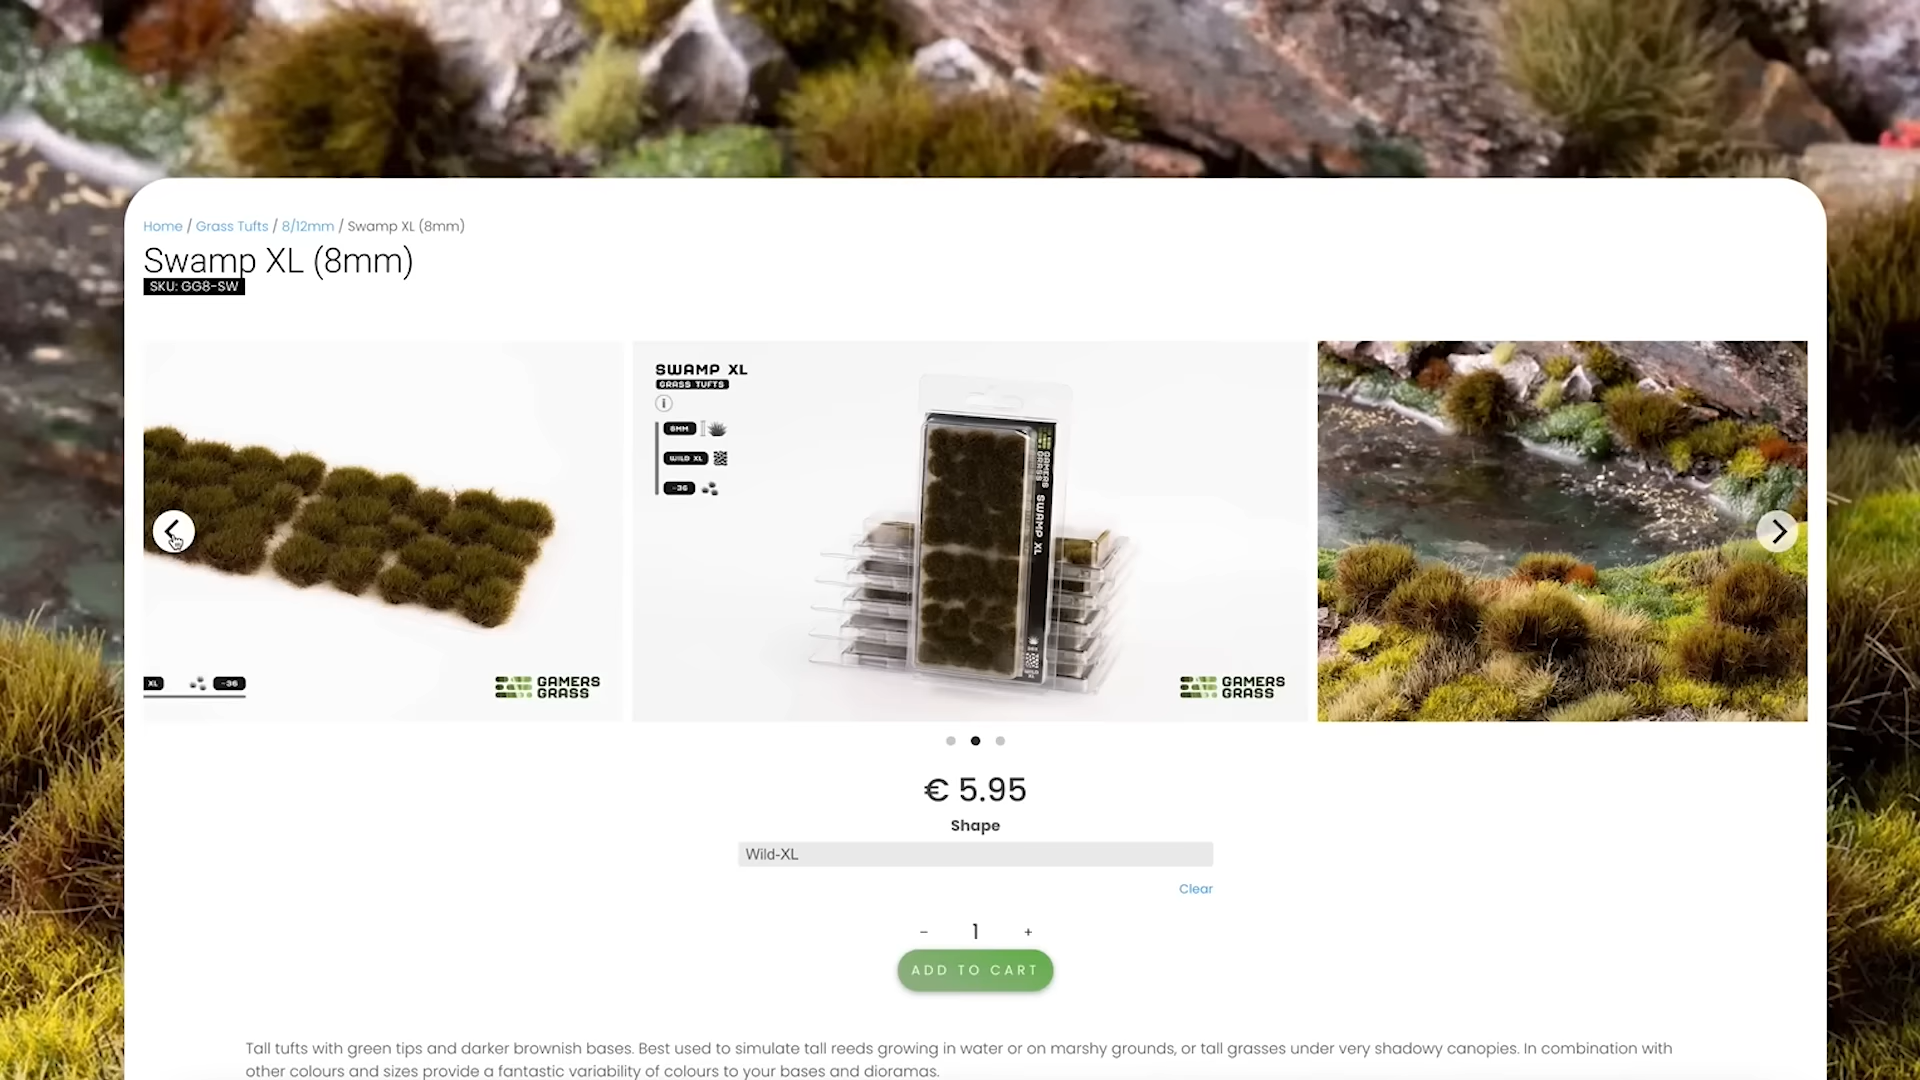 Home / Grass Tufts / 8/12mm / Swamp XL (8mm)
Swamp XL (8mm)
SKU: GG8-SW
XL
~36
GAMERS
GRASS
SWAMP XL
GRASS TUFTS
i
8MM
WILD XL
~36
GAMERS
GRASS
SWAMP XL
GAMERS
GRASS
€ 5.95
Shape
Wild-XL
Clear
- 1 +
ADD TO CART
Tall tufts with green tips and darker brownish bases. Best used to simulate tall reeds growing in water or on marshy grounds, or tall grasses under very shadowy canopies. In combination with
other colours and sizes provide a fantastic variability of colours to your bases and dioramas.